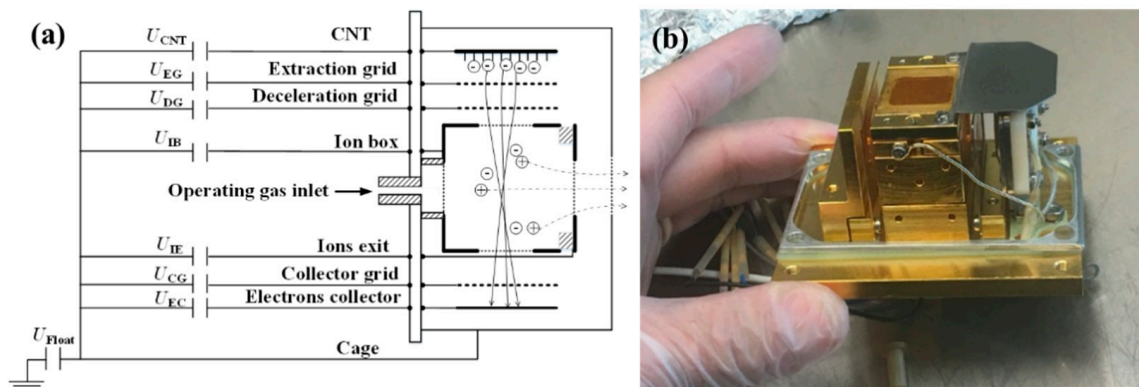 (a)
U_CNT CNT
U_EG Extraction grid
U_DG Deceleration grid
U_IB Ion box
Operating gas inlet
U_IE Ions exit
U_CG Collector grid
U_EC Electrons collector
U_Float
Cage
(b)